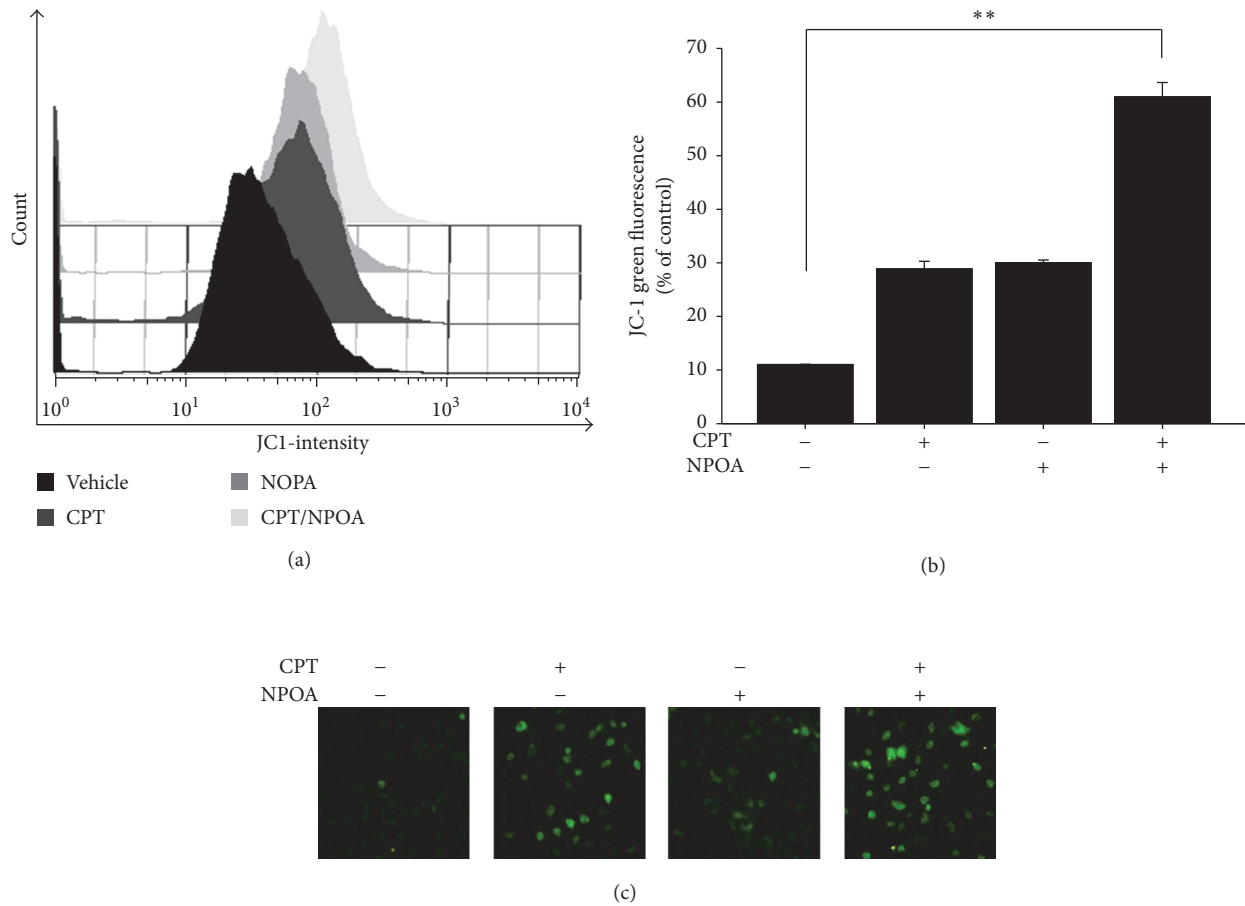 Count
10⁰ 10¹ 10² 10³ 10⁴
JC1-intensity
Vehicle NOPA
CPT CPT/NPOA
(a)
**
JC-1 green fluorescence
(% of control)
70
60
50
40
30
20
10
0
CPT − + − +
NPOA − − + +
(b)
CPT − + − +
NPOA − − + +
(c)